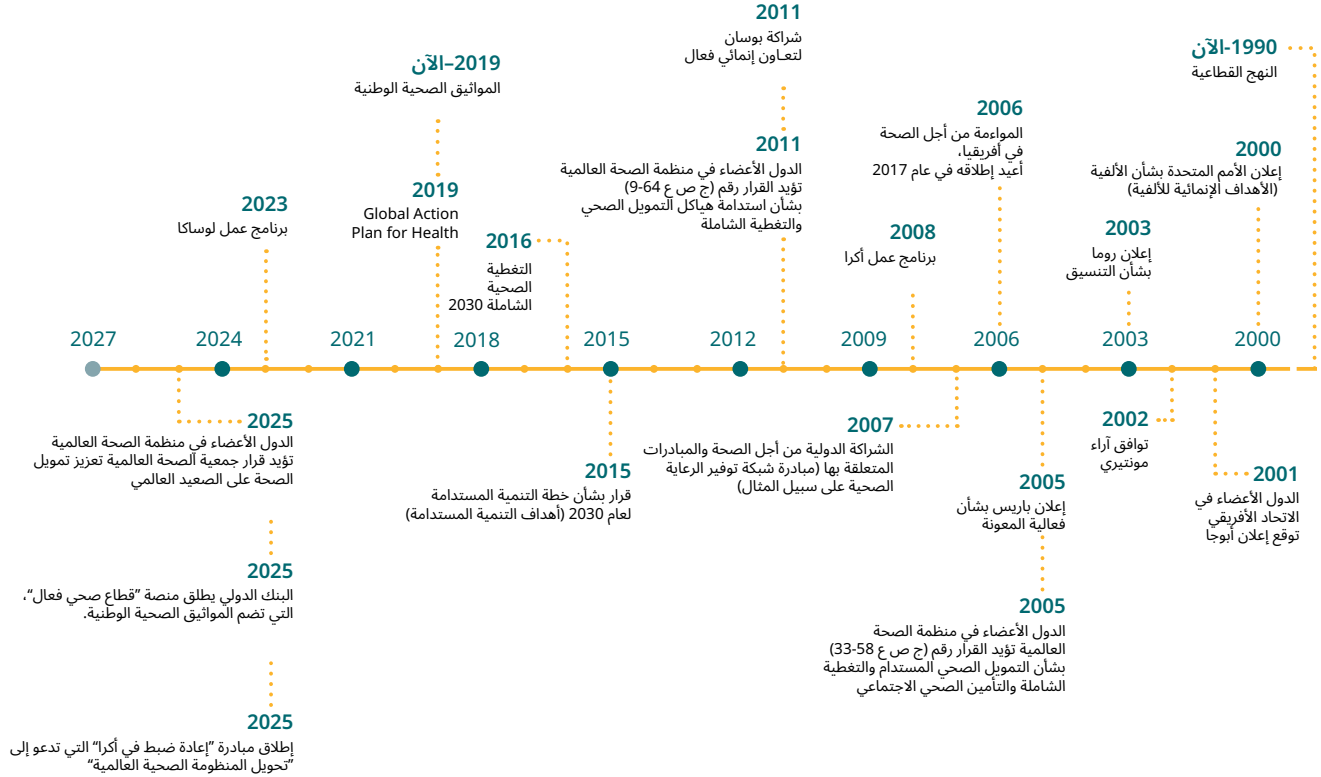 1990-الآن
النهج القطاعية
2000
إعلان الأمم المتحدة بشأن الألفية
(الأهداف الإنمائية للألفية)
2003
إعلان روما
بشأن التنسيق
2006
المواءمة من أجل الصحة
في أفريقيا،
أعيد إطلاقه في عام 2017
2008
برنامج عمل أكرا
2011
شراكة بوسان
لتعاون إنمائي فعال
2011
الدول الأعضاء في منظمة الصحة العالمية
تؤيد القرار رقم (ج ص ع 64-9)
بشأن استدامة هياكل التمويل الصحي
والتغطية الشاملة
2016
التغطية
الصحية
الشاملة 2030
2019–الآن
المواثيق الصحية الوطنية
2019
Global Action
Plan for Health
2023
برنامج عمل لوساكا
2000
2003
2006
2009
2012
2015
2018
2021
2024
2027
2001
الدول الأعضاء في
الاتحاد الأفريقي
توقع إعلان أبوجا
2002
توافق آراء
مونتيري
2005
إعلان باريس بشأن
فعالية المعونة
2005
الدول الأعضاء في منظمة الصحة
العالمية تؤيد القرار رقم (ج ص ع 58-33)
بشأن التمويل الصحي المستدام والتغطية
الشاملة والتأمين الصحي الاجتماعي
2007
الشراكة الدولية من أجل الصحة والمبادرات
المتعلقة بها (مبادرة شبكة توفير الرعاية
الصحية على سبيل المثال)
2015
قرار بشأن خطة التنمية المستدامة
لعام 2030 (أهداف التنمية المستدامة)
2025
الدول الأعضاء في منظمة الصحة العالمية
تؤيد قرار جمعية الصحة العالمية تعزيز تمويل
الصحة على الصعيد العالمي
2025
البنك الدولي يطلق منصة ”قطاع صحي فعال“،
التي تضم المواثيق الصحية الوطنية.
2025
إطلاق مبادرة ”إعادة ضبط في أكرا“ التي تدعو إلى
”تحويل المنظومة الصحية العالمية“